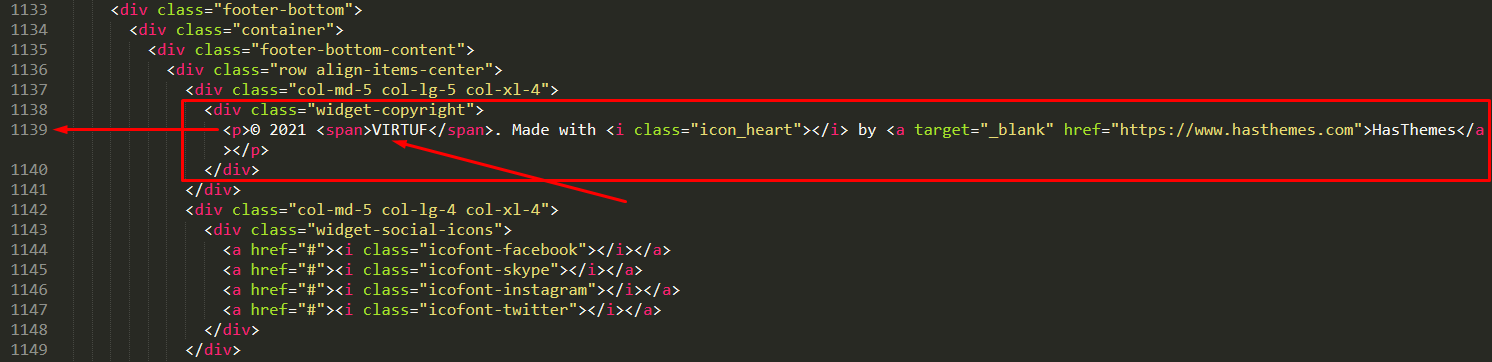 1133 <div class="footer-bottom">
1134 <div class="container">
1135 <div class="footer-bottom-content">
1136 <div class="row align-items-center">
1137 <div class="col-md-5 col-lg-5 col-xl-4">
1138 <div class="widget-copyright">
1139 <p>© 2021 <span>VIRTUF</span>. Made with <i class="icon_heart"></i> by <a target="_blank" href="https://www.hasthemes.com">HasThemes</a
></p>
1140 </div>
1141 </div>
1142 <div class="col-md-5 col-lg-4 col-xl-4">
1143 <div class="widget-social-icons">
1144 <a href="#"><i class="icofont-facebook"></i></a>
1145 <a href="#"><i class="icofont-skype"></i></a>
1146 <a href="#"><i class="icofont-instagram"></i></a>
1147 <a href="#"><i class="icofont-twitter"></i></a>
1148 </div>
1149 </div>